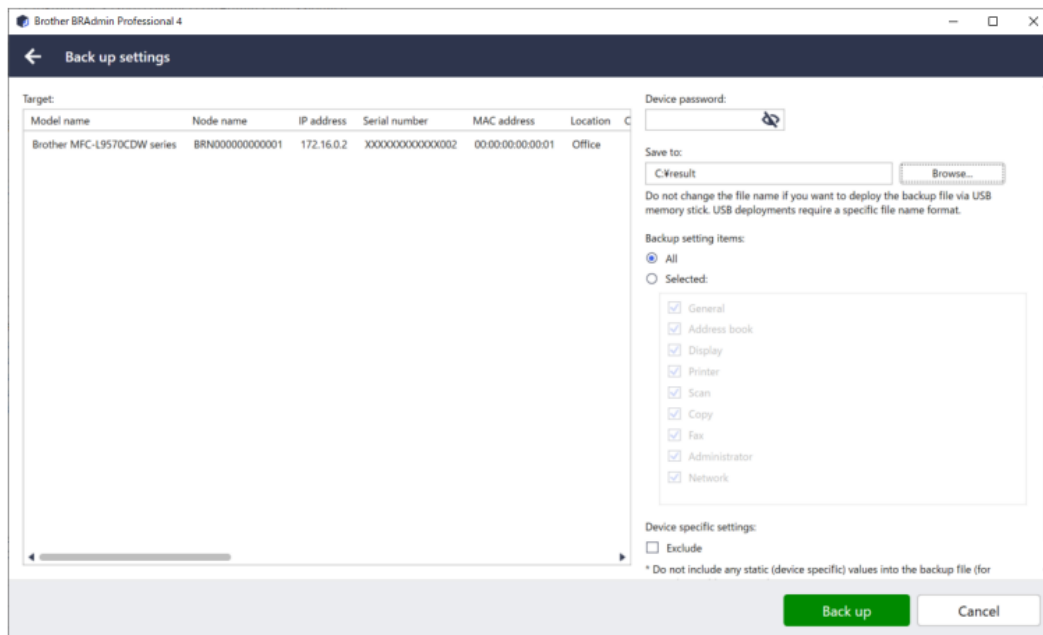 Brother BRAdmin Professional 4
Back up settings
Target:
Model name Node name IP address Serial number MAC address Location C
Brother MFC-L9570CDW series BRN000000000001 172.16.0.2 XXXXXXXXXXXX002 00:00:00:00:00:01 Office
Device password:
Save to:
C:¥result Browse...
Do not change the file name if you want to deploy the backup file via USB
memory stick. USB deployments require a specific file name format.
Backup setting items:
All
Selected:
General
Address book
Display
Printer
Scan
Copy
Fax
Administrator
Network
Device specific settings:
Exclude
* Do not include any static (device specific) values into the backup file (for
Back up Cancel